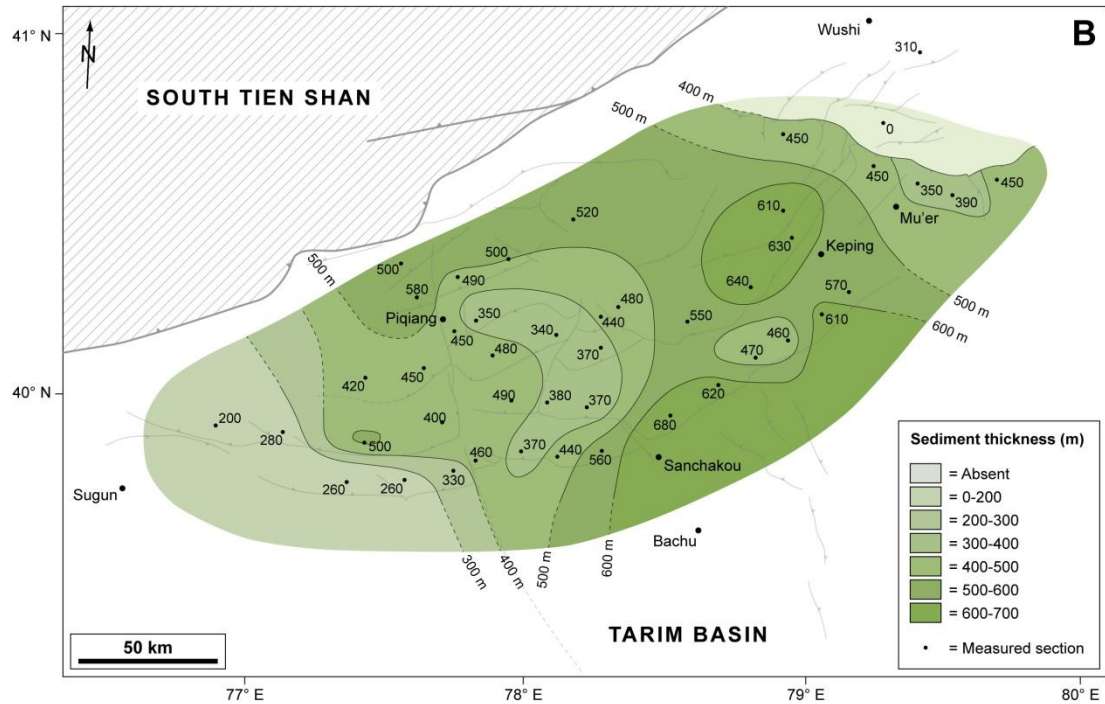 41° N
Wushi
B
N
310
SOUTH TIEN SHAN
400 m
500 m
0
450
450
350
450
390
Mu'er
610
520
630
Keping
500
500
500 m
490
580
640
570
480
Piqiang
350
440
550
610
500 m
450
340
460
600 m
480
370
470
420
450
40° N
490
380
370
620
200
400
680
280
500
370
440
560
460
Sanchakou
330
260
260
Sugun
Bachu
300 m
400 m
500 m
600 m
TARIM BASIN
50 km
Sediment thickness (m)
= Absent
= 0-200
= 200-300
= 300-400
= 400-500
= 500-600
= 600-700
= Measured section
77° E
78° E
79° E
80° E